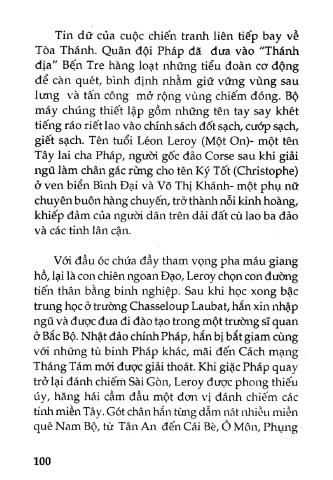 Tin dữ của cuộc chiến tranh liên tiếp bay về
Tòa Thánh. Quân đội Pháp đã đưa vào "Thánh
địa" Bến Tre hàng loạt những tiểu đoàn cơ động
để càn quét, bình định nhằm giữ vững vùng sau
lưng và tấn công mở rộng vùng chiếm đóng. Bộ
máy chúng thiết lập gồm những tên tay say khét
tiếng ráo riết lao vào chính sách đốt sạch, cướp sạch,
giết sạch. Tên tuổi Léon Leroy (Một On)- một tên
Tây lai cha Pháp, người gốc đảo Corse sau khi giải
ngũ làm chân gác rừng cho tên Ký Tốt (Christophe)
ở ven biển Bình Đại và Võ Thị Khánh- một phụ nữ
chuyên buôn hàng chuyến, trở thành nỗi kinh hoàng,
khiếp đảm của người dân trên dải đất cù lao ba đảo
và các tỉnh lân cận.
Với đầu óc chứa đầy tham vọng pha máu giang
hồ, lại là con chiên ngoan Đạo, Leroy chọn con đường
tiến thân bằng binh nghiệp. Sau khi học xong bậc
trung học ở trường Chasseloup Laubat, hắn xin nhập
ngũ và được đưa đi đào tạo trong một trường sĩ quan
ở Bắc Bộ. Nhật đảo chính Pháp, hắn bị bắt giam cùng
với những tù binh Pháp khác, mãi đến Cách mạng
Tháng Tám mới được giải thoát. Khi giặc Pháp quay
trở lại đánh chiếm Sài Gòn, Leroy được phong thiếu
úy, hăng hái cầm đầu một đơn vị đánh chiếm các
tỉnh miền Tây. Gót chân hắn từng dẫm nát nhiều miền
quê Nam Bộ, từ Tân An đến Cái Bè, Ô Môn, Phụng
100